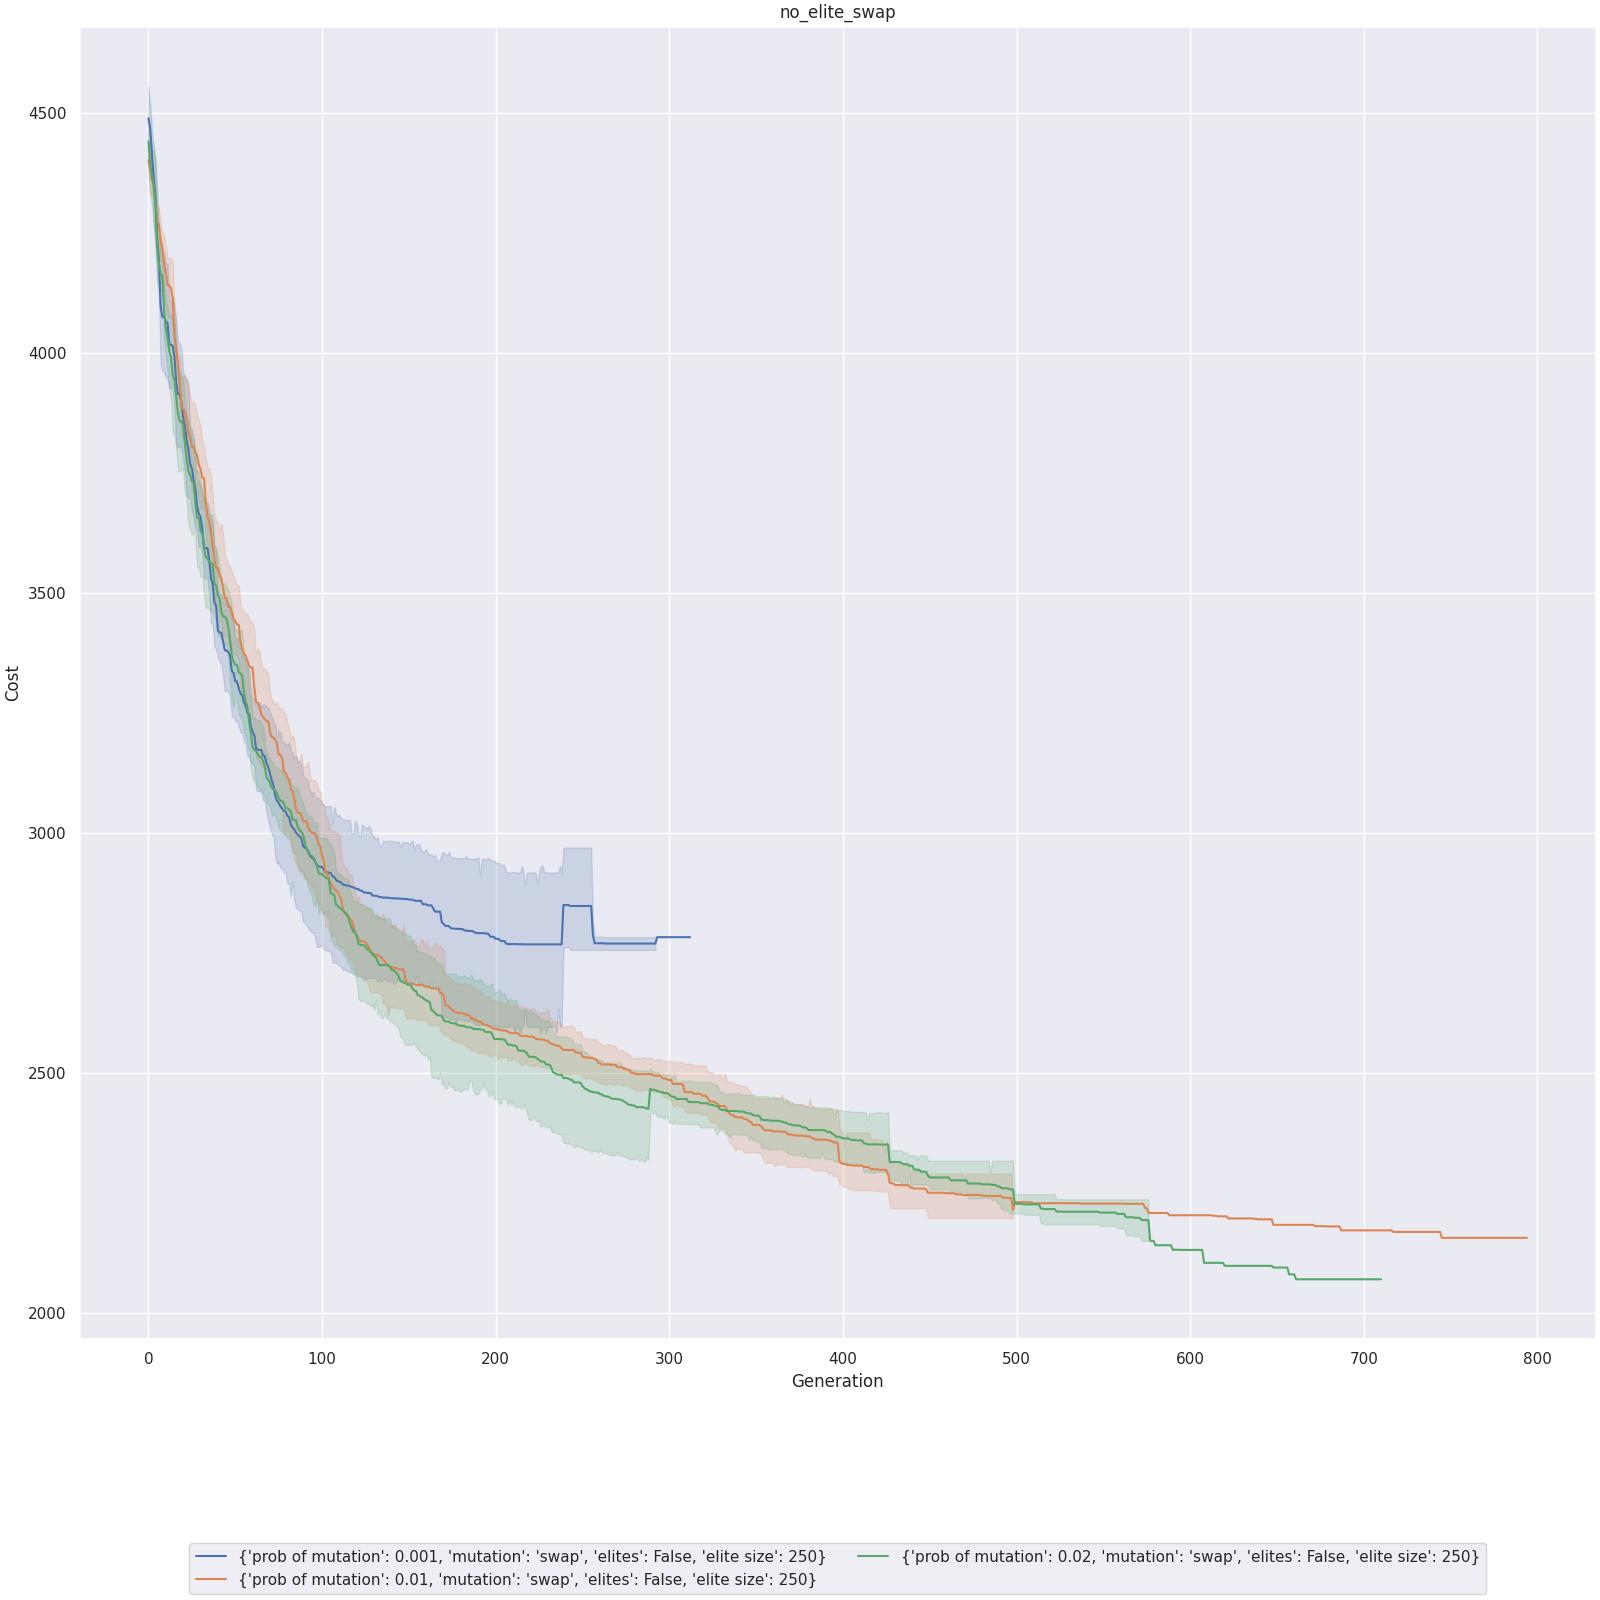 no_elite_swap
4500
4000
3500
3000
2500
2000
Cost
0 100 200 300 400 500 600 700 800
Generation
{'prob of mutation': 0.001, 'mutation': 'swap', 'elites': False, 'elite size': 250}
{'prob of mutation': 0.01, 'mutation': 'swap', 'elites': False, 'elite size': 250}
{'prob of mutation': 0.02, 'mutation': 'swap', 'elites': False, 'elite size': 250}